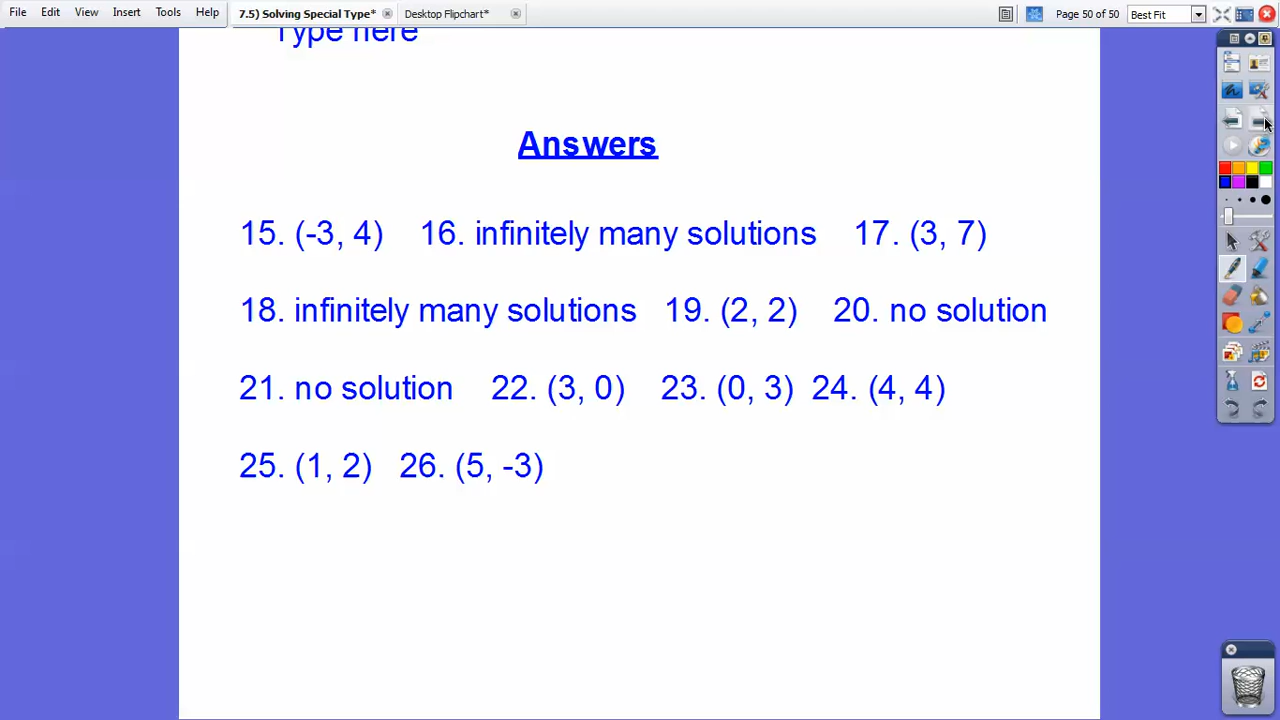 File Edit View Insert Tools Help 7.5) Solving Special Type* Desktop Flipchart* Page 50 of 50 Best Fit
Type here
Answers
15. (-3, 4) 16. infinitely many solutions 17. (3, 7)
18. infinitely many solutions 19. (2, 2) 20. no solution
21. no solution 22. (3, 0) 23. (0, 3) 24. (4, 4)
25. (1, 2) 26. (5, -3)